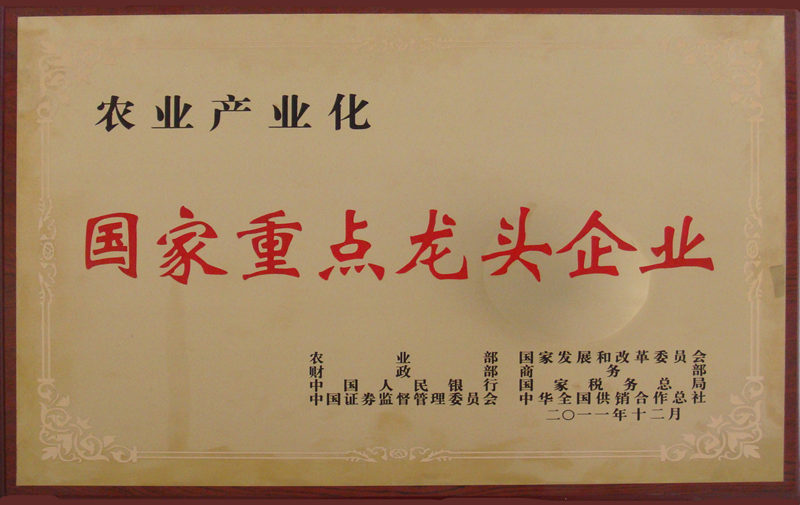 农业产业化
国家重点龙头企业
农业部 国家发展和改革委员会
财政部 商务部
中国人民银行 国家税务总局
中国证券监督管理委员会 中华全国供销合作总社
二〇一一年十二月